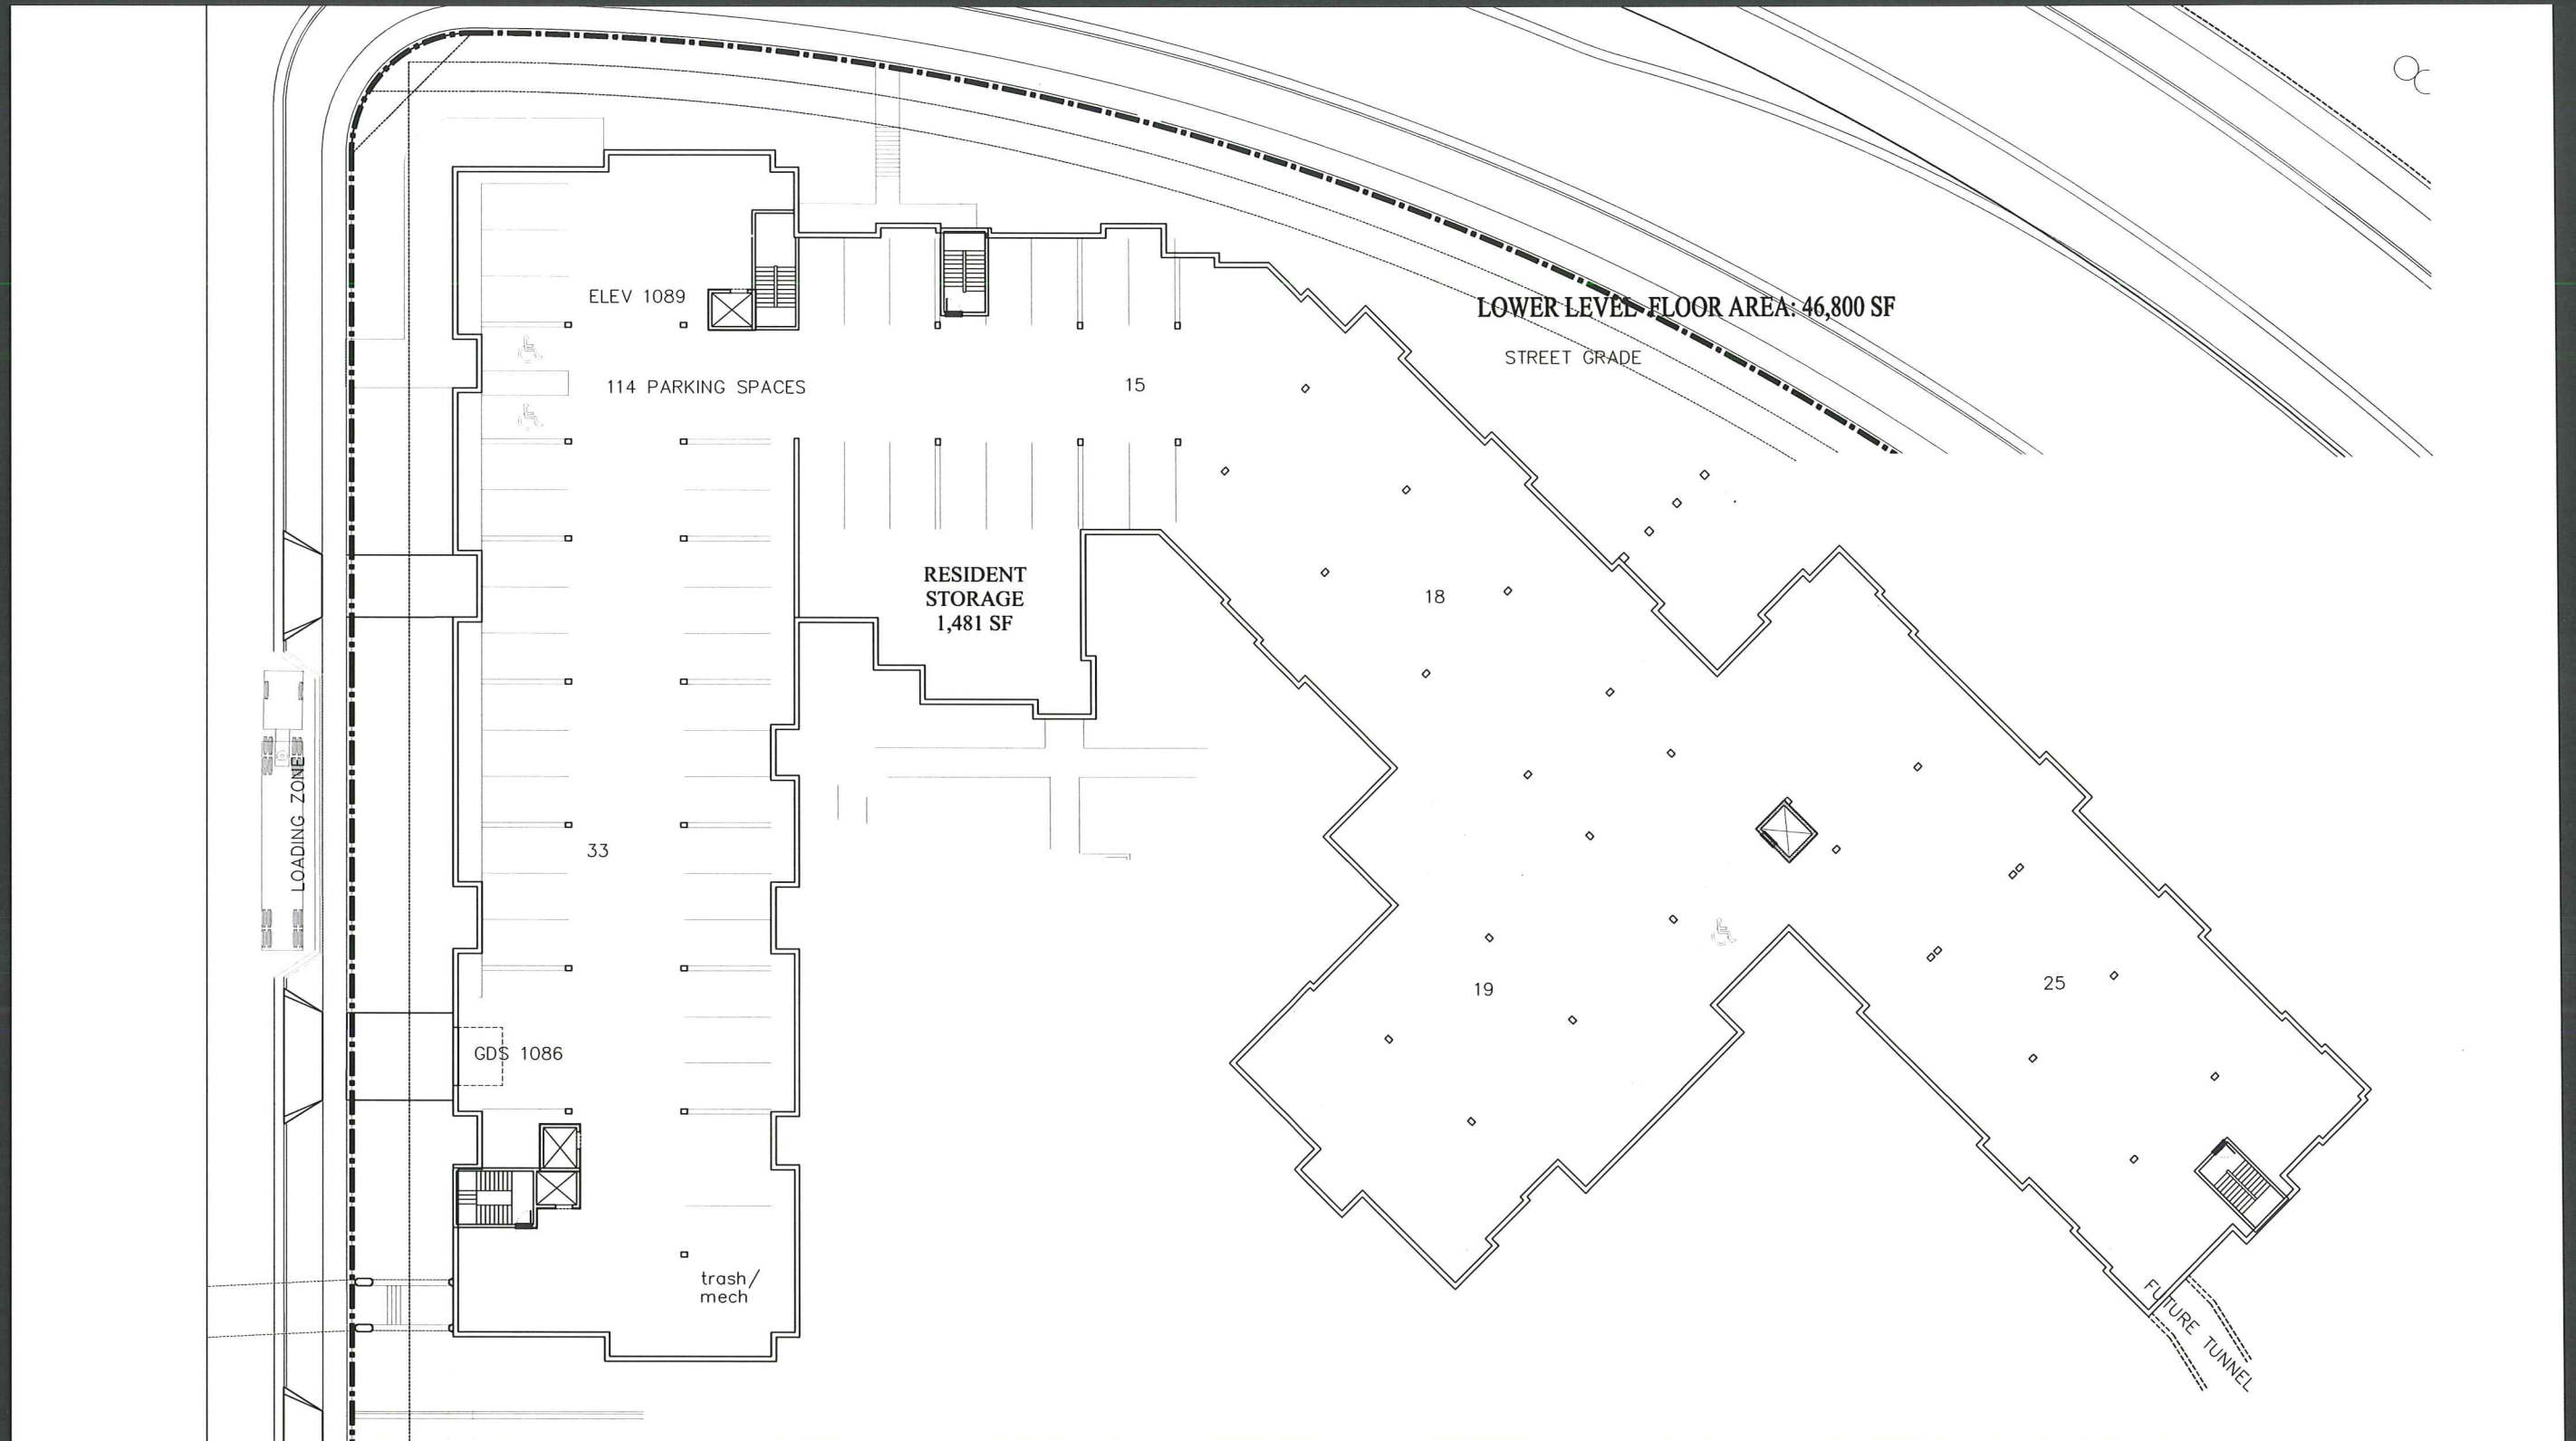 LOWER LEVEL FLOOR AREA: 46,800 SF
STREET GRADE
ELEV 1089
114 PARKING SPACES
15
RESIDENT
STORAGE
1,481 SF
18
LOADING ZONE
33
19
25
GDS 1086
trash/
mech
FUTURE TUNNEL